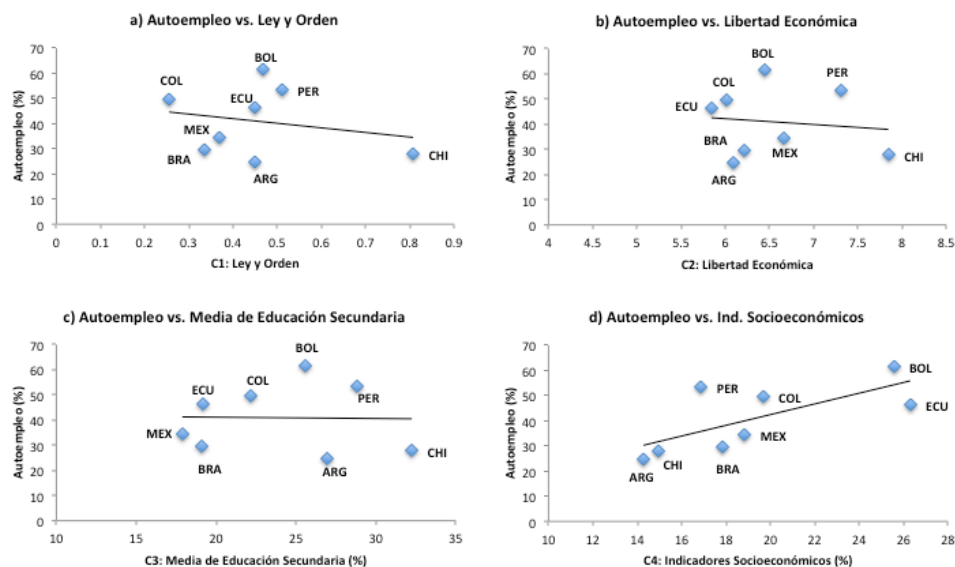 a) Autoempleo vs. Ley y Orden
Autoempleo (%)
70
60
50
40
30
20
10
0
COL
BOL
PER
ECU
MEX
BRA
ARG
CHI
0 0.1 0.2 0.3 0.4 0.5 0.6 0.7 0.8 0.9
C1: Ley y Orden
b) Autoempleo vs. Libertad Económica
Autoempleo (%)
70
60
50
40
30
20
10
0
BOL
PER
COL
ECU
BRA
MEX
ARG
CHI
4 4.5 5 5.5 6 6.5 7 7.5 8 8.5
C2: Libertad Económica
c) Autoempleo vs. Media de Educación Secundaria
Autoempleo (%)
70
60
50
40
30
20
10
0
BOL
ECU
COL
PER
MEX
BRA
ARG
CHI
10 15 20 25 30 35
C3: Media de Educación Secundaria (%)
d) Autoempleo vs. Ind. Socioeconómicos
Autoempleo (%)
70
60
50
40
30
20
10
0
BOL
PER
COL
ECU
MEX
ARG
CHI
BRA
10 12 14 16 18 20 22 24 26 28
C4: Indicadores Socioeconómicos (%)